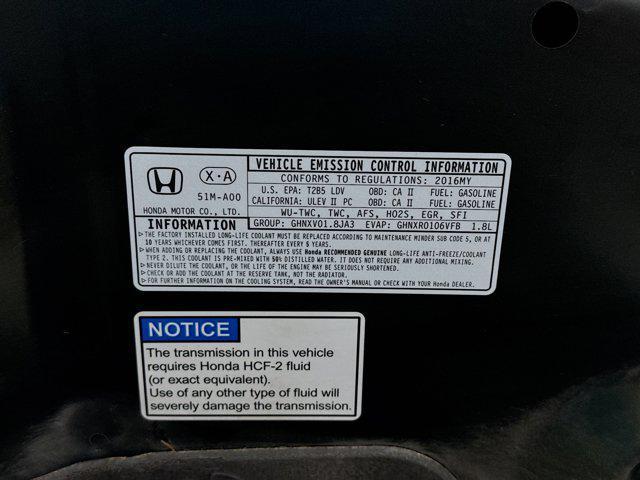 X·A
51M-A00
HONDA MOTOR CO., LTD.
VEHICLE EMISSION CONTROL INFORMATION
CONFORMS TO REGULATIONS: 2016MY
U.S. EPA: T2B5 LDV OBD: CA II FUEL: GASOLINE
CALIFORNIA: ULEV II PC OBD: CA II FUEL: GASOLINE
WU-TWC, TWC, AFS, HO2S, EGR, SFI
GROUP: GHNXV01.8JA3 EVAP: GHNXR0106VFB 1.8L
INFORMATION
▷THE FACTORY INSTALLED LONG-LIFE COOLANT MUST BE REPLACED ACCORDING TO MAINTENANCE MINDER SUB CODE 5, OR AT
10 YEARS WHICHEVER COMES FIRST. THEREAFTER EVERY 5 YEARS.
▷WHEN ADDING OR REPLACING THE COOLANT, ALWAYS USE Honda RECOMMENDED GENUINE LONG-LIFE ANTI-FREEZE/COOLANT
TYPE 2. THIS COOLANT IS PRE-MIXED WITH 50% DISTILLED WATER. IT DOES NOT REQUIRE ANY ADDITIONAL MIXING.
▷NEVER DILUTE THE COOLANT, OR THE LIFE OF THE ENGINE MAY BE SERIOUSLY SHORTENED.
▷CHECK OR ADD THE COOLANT AT THE RESERVE TANK, NOT THE RADIATOR.
▷FOR FURTHER INFORMATION ON THE COOLING SYSTEM, READ THE OWNER'S MANUAL OR CHECK WITH YOUR Honda DEALER.
NOTICE
The transmission in this vehicle
requires Honda HCF-2 fluid
(or exact equivalent).
Use of any other type of fluid will
severely damage the transmission.